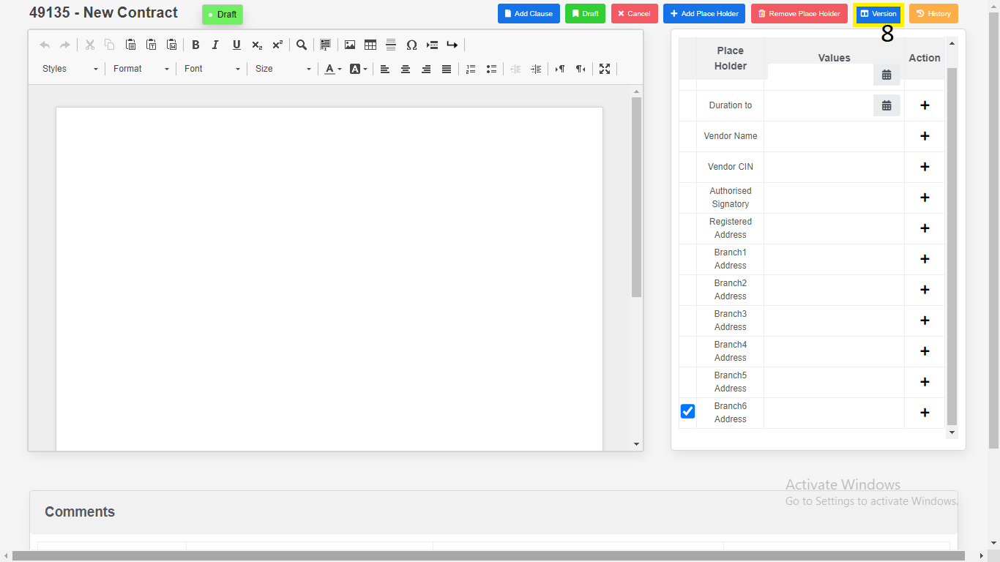 49135 - New Contract
Draft
Add Clause
Draft
Cancel
Add Place Holder
Remove Place Holder
Version
History
8
Styles
Format
Font
Size
Place
Holder
Values
Action
Duration to
Vendor Name
Vendor CIN
Authorised
Signatory
Registered
Address
Branch1
Address
Branch2
Address
Branch3
Address
Branch4
Address
Branch5
Address
Branch6
Address
Activate Windows
Go to Settings to activate Windows.
Comments